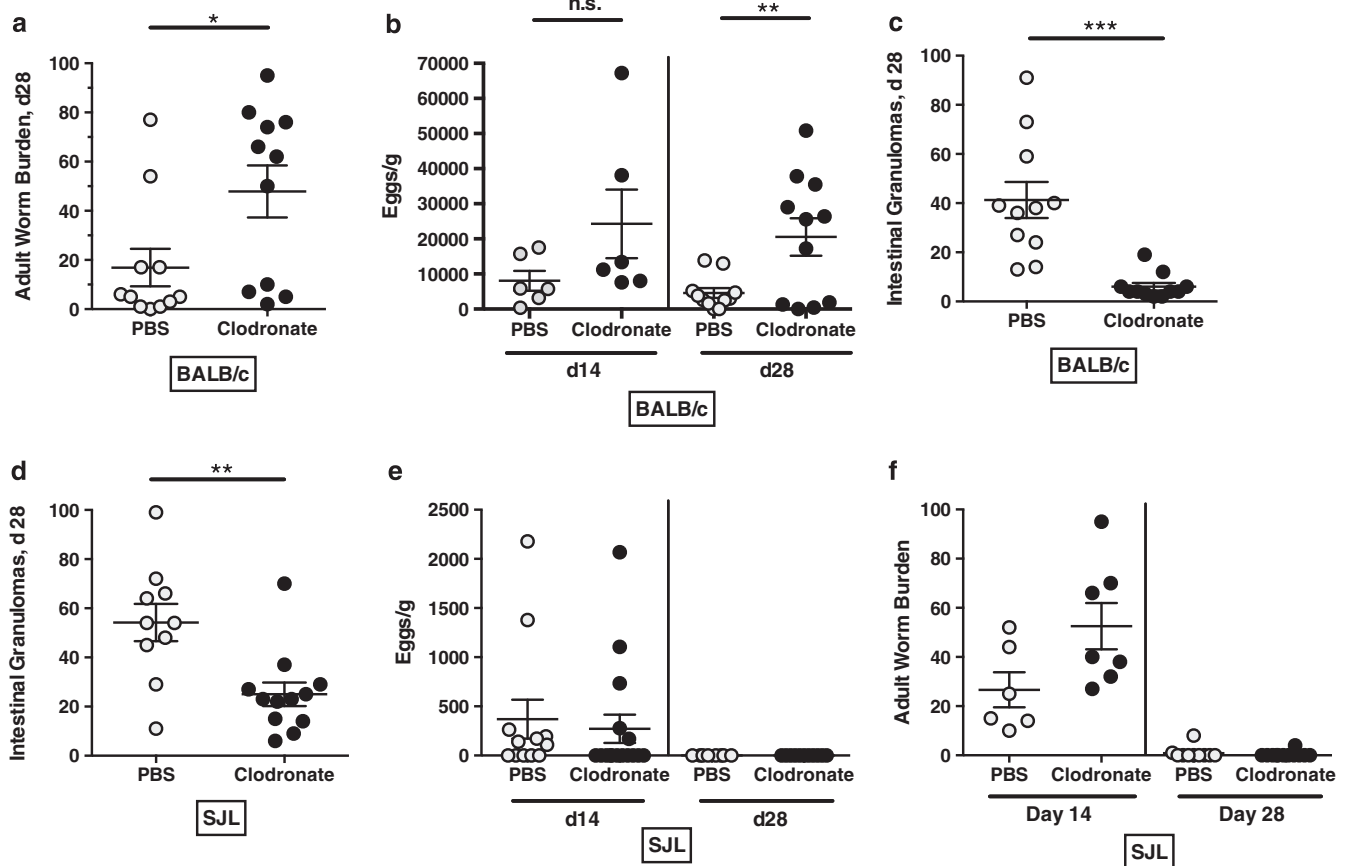 a
*
Adult Worm Burden, d28
100
80
60
40
20
0
PBS
Clodronate
BALB/c
b
n.s.
**
Eggs/g
70000
60000
50000
40000
30000
20000
10000
0
PBS
Clodronate
PBS
Clodronate
d14
d28
BALB/c
c
***
Intestinal Granulomas, d 28
100
80
60
40
20
0
PBS
Clodronate
BALB/c
d
**
Intestinal Granulomas, d 28
100
80
60
40
20
0
PBS
Clodronate
SJL
e
Eggs/g
2500
2000
1500
1000
500
0
PBS
Clodronate
PBS
Clodronate
d14
d28
SJL
f
Adult Worm Burden
100
80
60
40
20
0
PBS
Clodronate
PBS
Clodronate
Day 14
Day 28
SJL